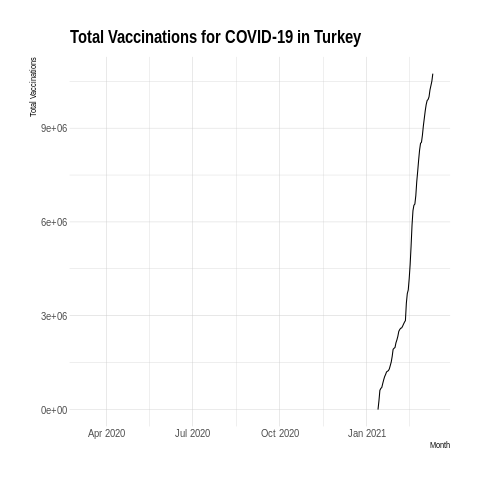 Total Vaccinations for COVID-19 in Turkey
Total Vaccinations
9e+06
6e+06
3e+06
0e+00
Apr 2020 Jul 2020 Oct 2020 Jan 2021
Month